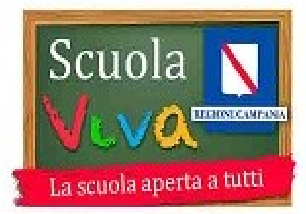 Scuola
Viva
REGIONE CAMPANIA
La scuola aperta a tutti